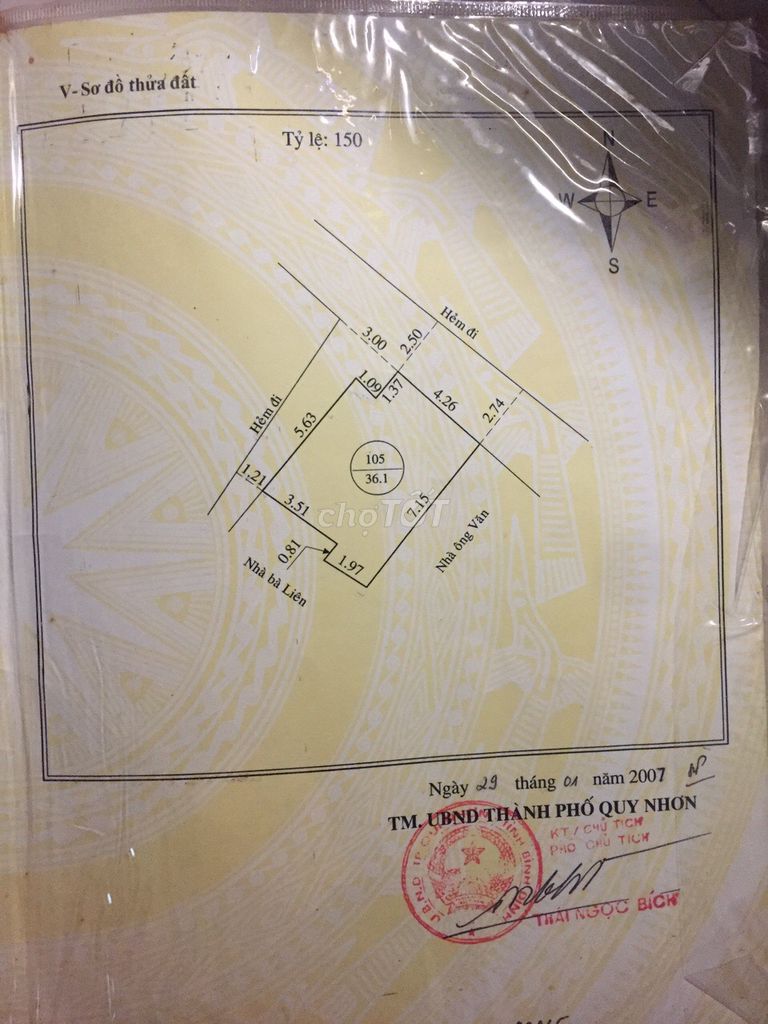 V- Sơ đồ thửa đất
Tỷ lệ: 150
N
W
E
S
Hẻm đi
3.00
2.50
1.09
1.37
4.26
2.74
Hẻm đi
5.63
105
36.1
1.21
3.51
7.15
chợTỐT
Nhà ông Văn
0.81
1.97
Nhà bà Liên
Ngày 29 tháng 01 năm 2007
TM. UBND THÀNH PHỐ QUY NHƠN
KT/ CHỦ TỊCH
PHÓ CHỦ TỊCH
THÁI NGỌC BÍCH